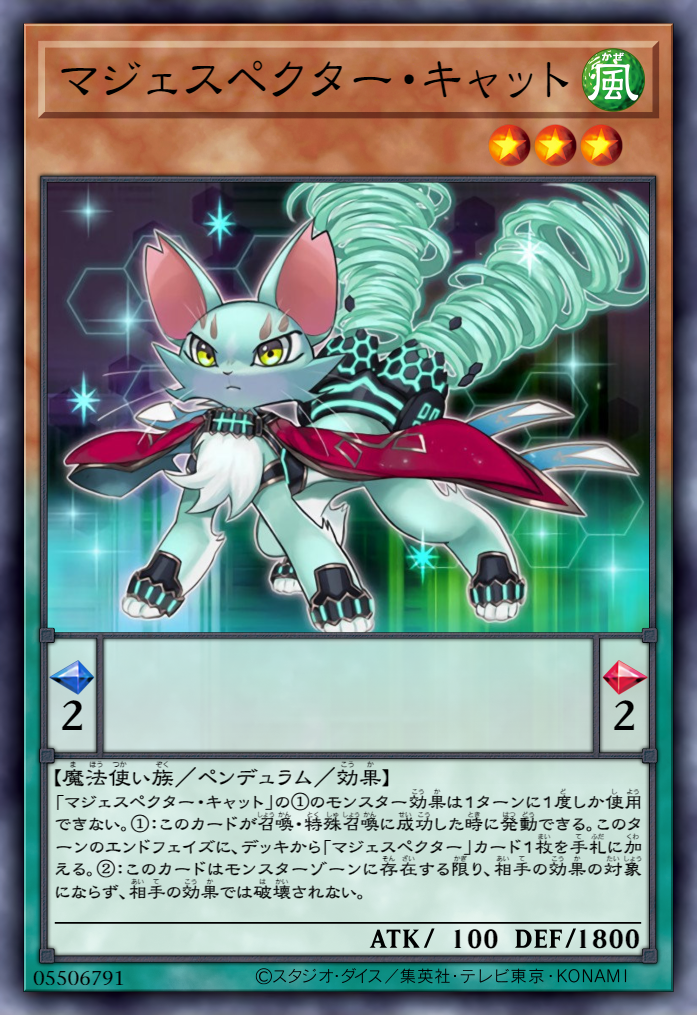 マジェスペクター・キャット 風
2
2
【魔法使い族／ペンデュラム／効果】
「マジェスペクター・キャット」の①のモンスター効果は1ターンに1度しか使用
できない。①：このカードが召喚・特殊召喚に成功した時に発動できる。このタ
ーンのエンドフェイズに、デッキから「マジェスペクター」カード1枚を手札に加
える。②：このカードはモンスターゾーンに存在する限り、相手の効果の対象
にならず、相手の効果では破壊されない。
ATK/ 100 DEF/1800
05506791 ©スタジオ・ダイス／集英社・テレビ東京・KONAMI